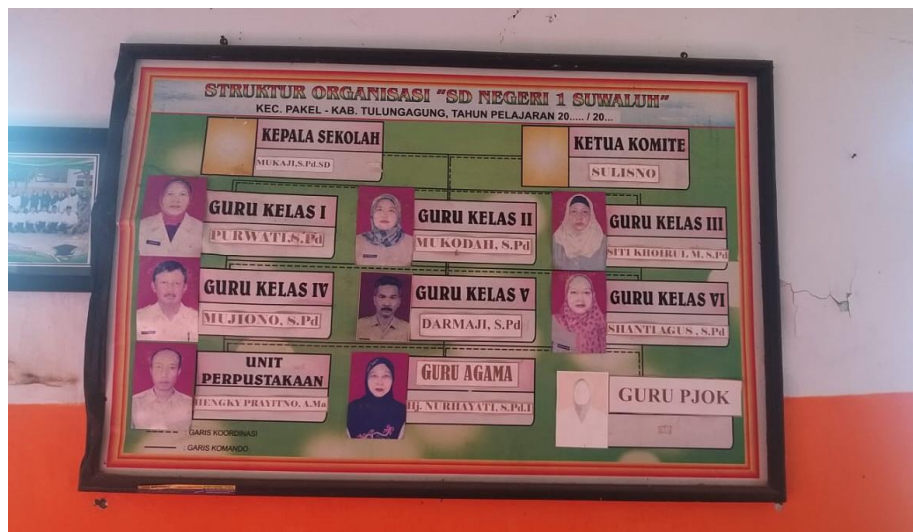 STRUKTUR ORGANISASI "SD NEGERI 1 SUWALUH"
KEC. PAKEL - KAB. TULUNGAGUNG, TAHUN PELAJARAN 20..... / 20...
KEPALA SEKOLAH
MUKAJI,S.Pd.SD
KETUA KOMITE
SULISNO
GURU KELAS I
PURWATI,S.Pd
GURU KELAS II
MUKODAH, S.Pd
GURU KELAS III
SITI KHOIRUL M, S.Pd
GURU KELAS IV
MUJIONO, S.Pd
GURU KELAS V
DARMAJI, S.Pd
GURU KELAS VI
SHANTI AGUS , S.Pd
UNIT
PERPUSTAKAAN
HENGKY PRAYITNO, A.Ma
GURU AGAMA
Hj. NURHAYATI, S.Pd.I
GURU PJOK
: GARIS KOORDINASI
: GARIS KOMANDO